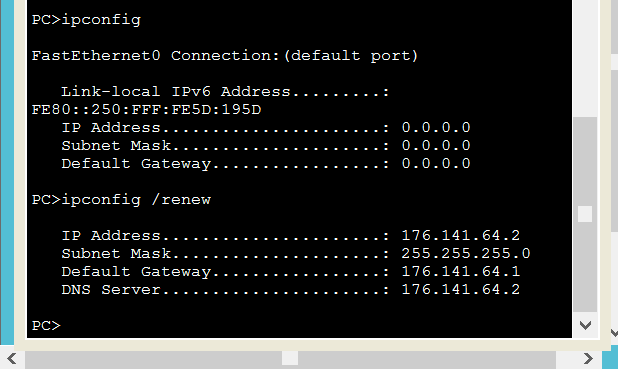 PC>ipconfig
FastEthernet0 Connection:(default port)
Link-local IPv6 Address.........:
FE80::250:FFF:FE5D:195D
IP Address......................: 0.0.0.0
Subnet Mask.....................: 0.0.0.0
Default Gateway.................: 0.0.0.0
PC>ipconfig /renew
IP Address......................: 176.141.64.2
Subnet Mask.....................: 255.255.255.0
Default Gateway.................: 176.141.64.1
DNS Server......................: 176.141.64.2
PC>